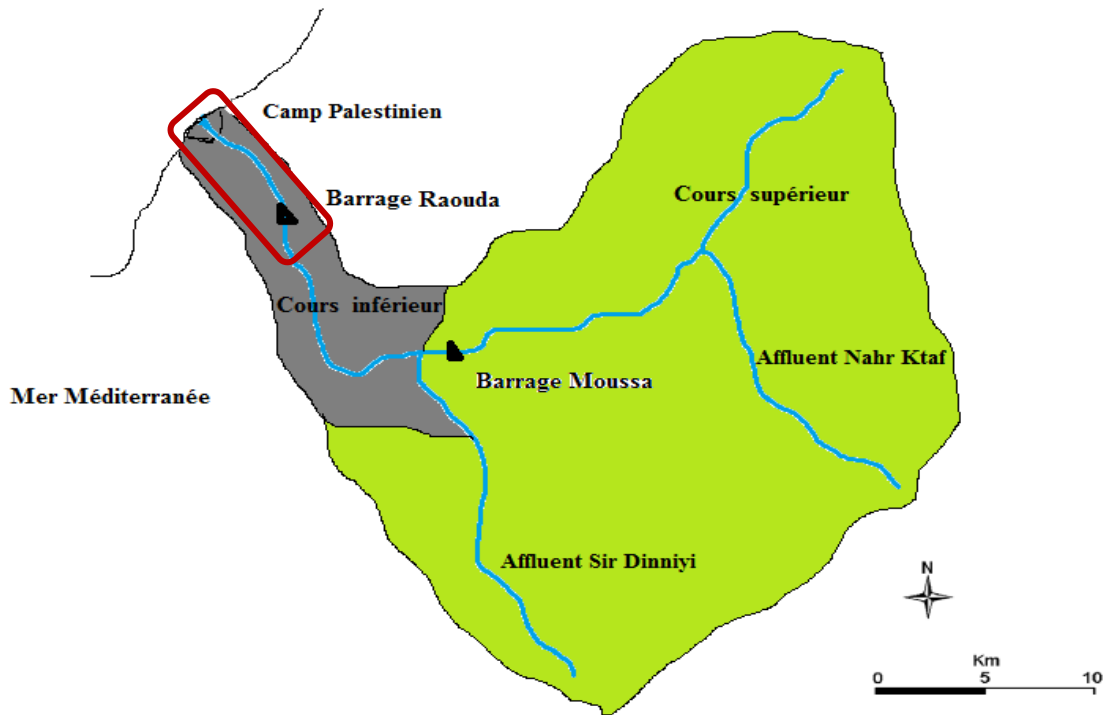 Camp Palestinien
Barrage Raouda
Cours supérieur
Cours inférieur
Affluent Nahr Ktaf
Barrage Moussa
Mer Méditerranée
Affluent Sir Dinniyi
N
Km
0 5 10